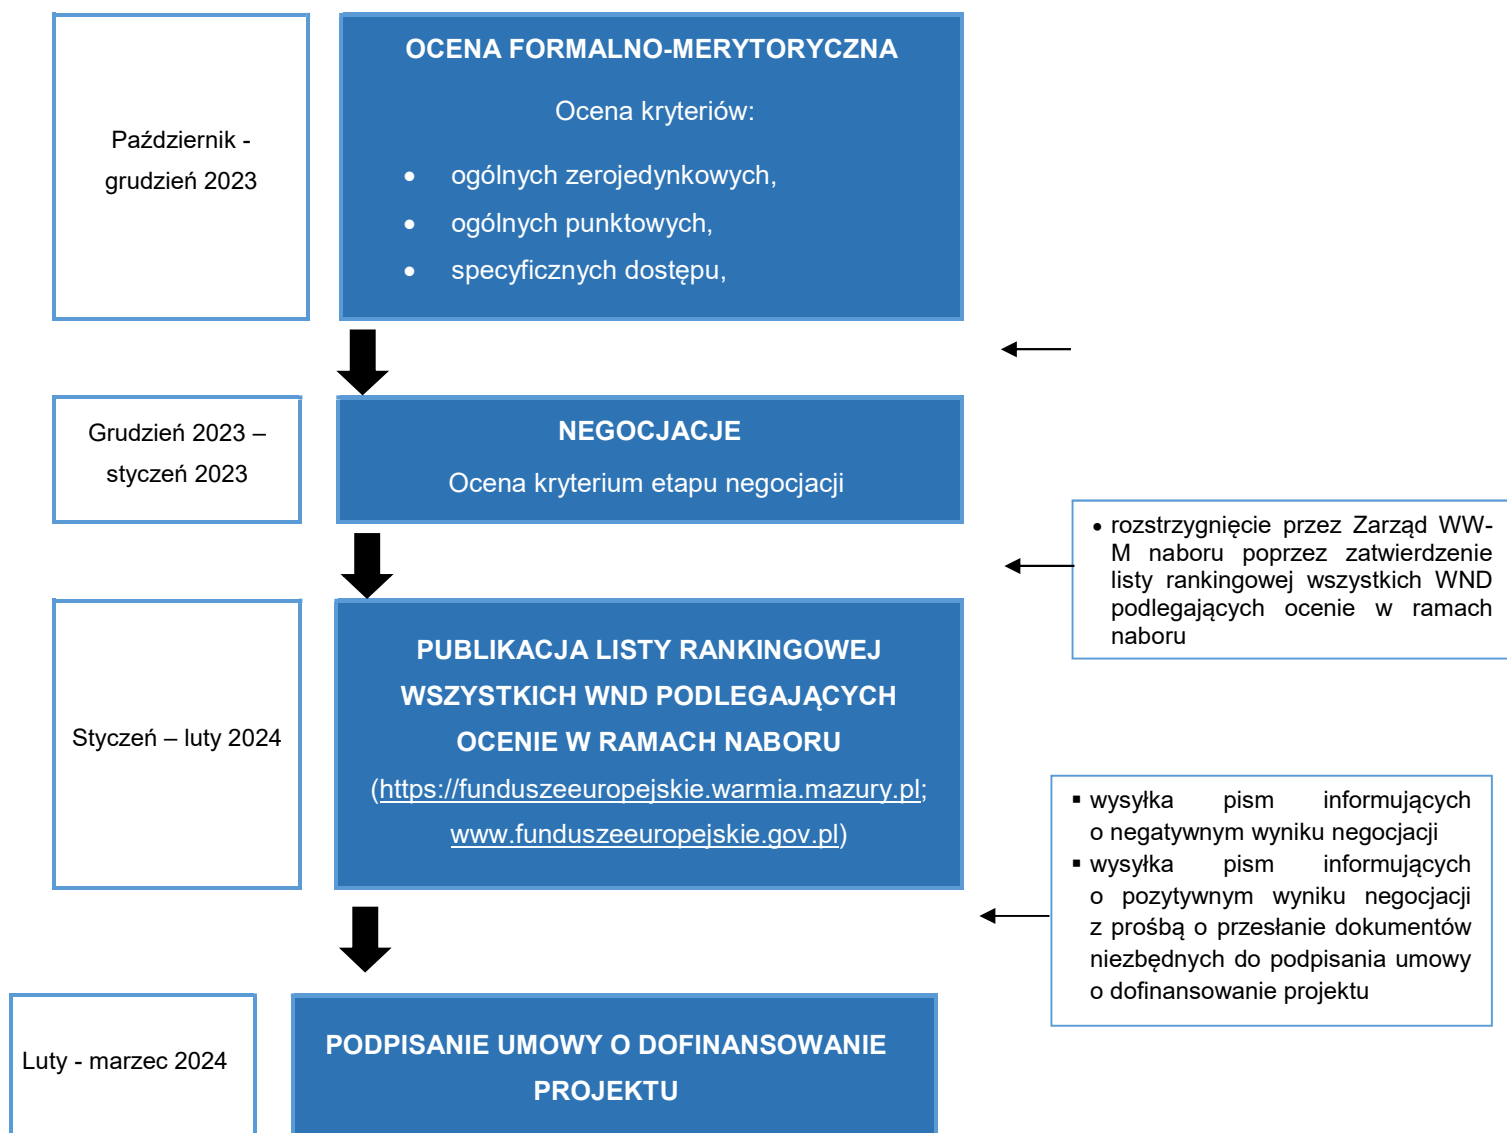 Październik -
grudzień 2023
OCENA FORMALNO-MERYTORYCZNA
Ocena kryteriów:
• ogólnych zerojedynkowych,
• ogólnych punktowych,
• specyficznych dostępu,
Grudzień 2023 –
styczeń 2023
NEGOCJACJE
Ocena kryterium etapu negocjacji
• rozstrzygnięcie przez Zarząd WW-
M naboru poprzez zatwierdzenie
listy rankingowej wszystkich WND
podlegających ocenie w ramach
naboru
Styczeń – luty 2024
PUBLIKACJA LISTY RANKINGOWEJ
WSZYSTKICH WND PODLEGAJĄCYCH
OCENIE W RAMACH NABORU
(https://funduszeeuropejskie.warmia.mazury.pl;
www.funduszeeuropejskie.gov.pl)
▪ wysyłka pism informujących
o negatywnym wyniku negocjacji
▪ wysyłka pism informujących
o pozytywnym wyniku negocjacji
z prośbą o przesłanie dokumentów
niezbędnych do podpisania umowy
o dofinansowanie projektu
Luty - marzec 2024
PODPISANIE UMOWY O DOFINANSOWANIE
PROJEKTU